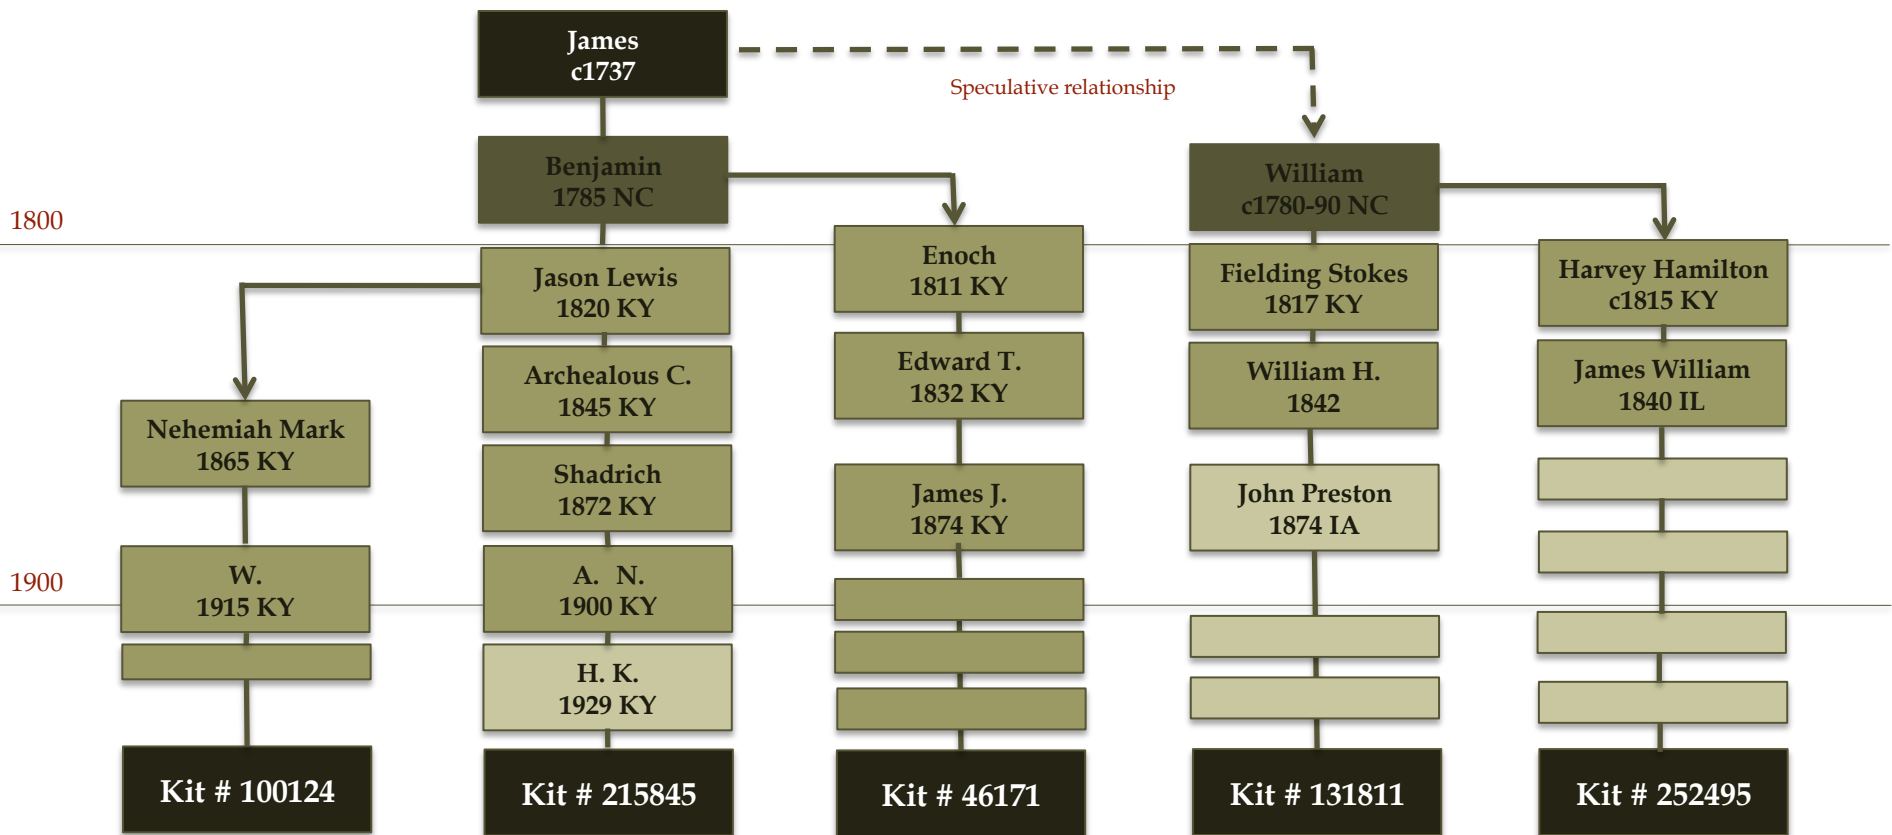 James
c1737
Speculative relationship
Benjamin
1785 NC
William
c1780-90 NC
1800
Jason Lewis
1820 KY
Enoch
1811 KY
Fielding Stokes
1817 KY
Harvey Hamilton
c1815 KY
Archealous C.
1845 KY
Edward T.
1832 KY
William H.
1842
James William
1840 IL
Nehemiah Mark
1865 KY
Shadrich
1872 KY
James J.
1874 KY
John Preston
1874 IA
1900
W.
1915 KY
A. N.
1900 KY
H. K.
1929 KY
Kit # 100124
Kit # 215845
Kit # 46171
Kit # 131811
Kit # 252495